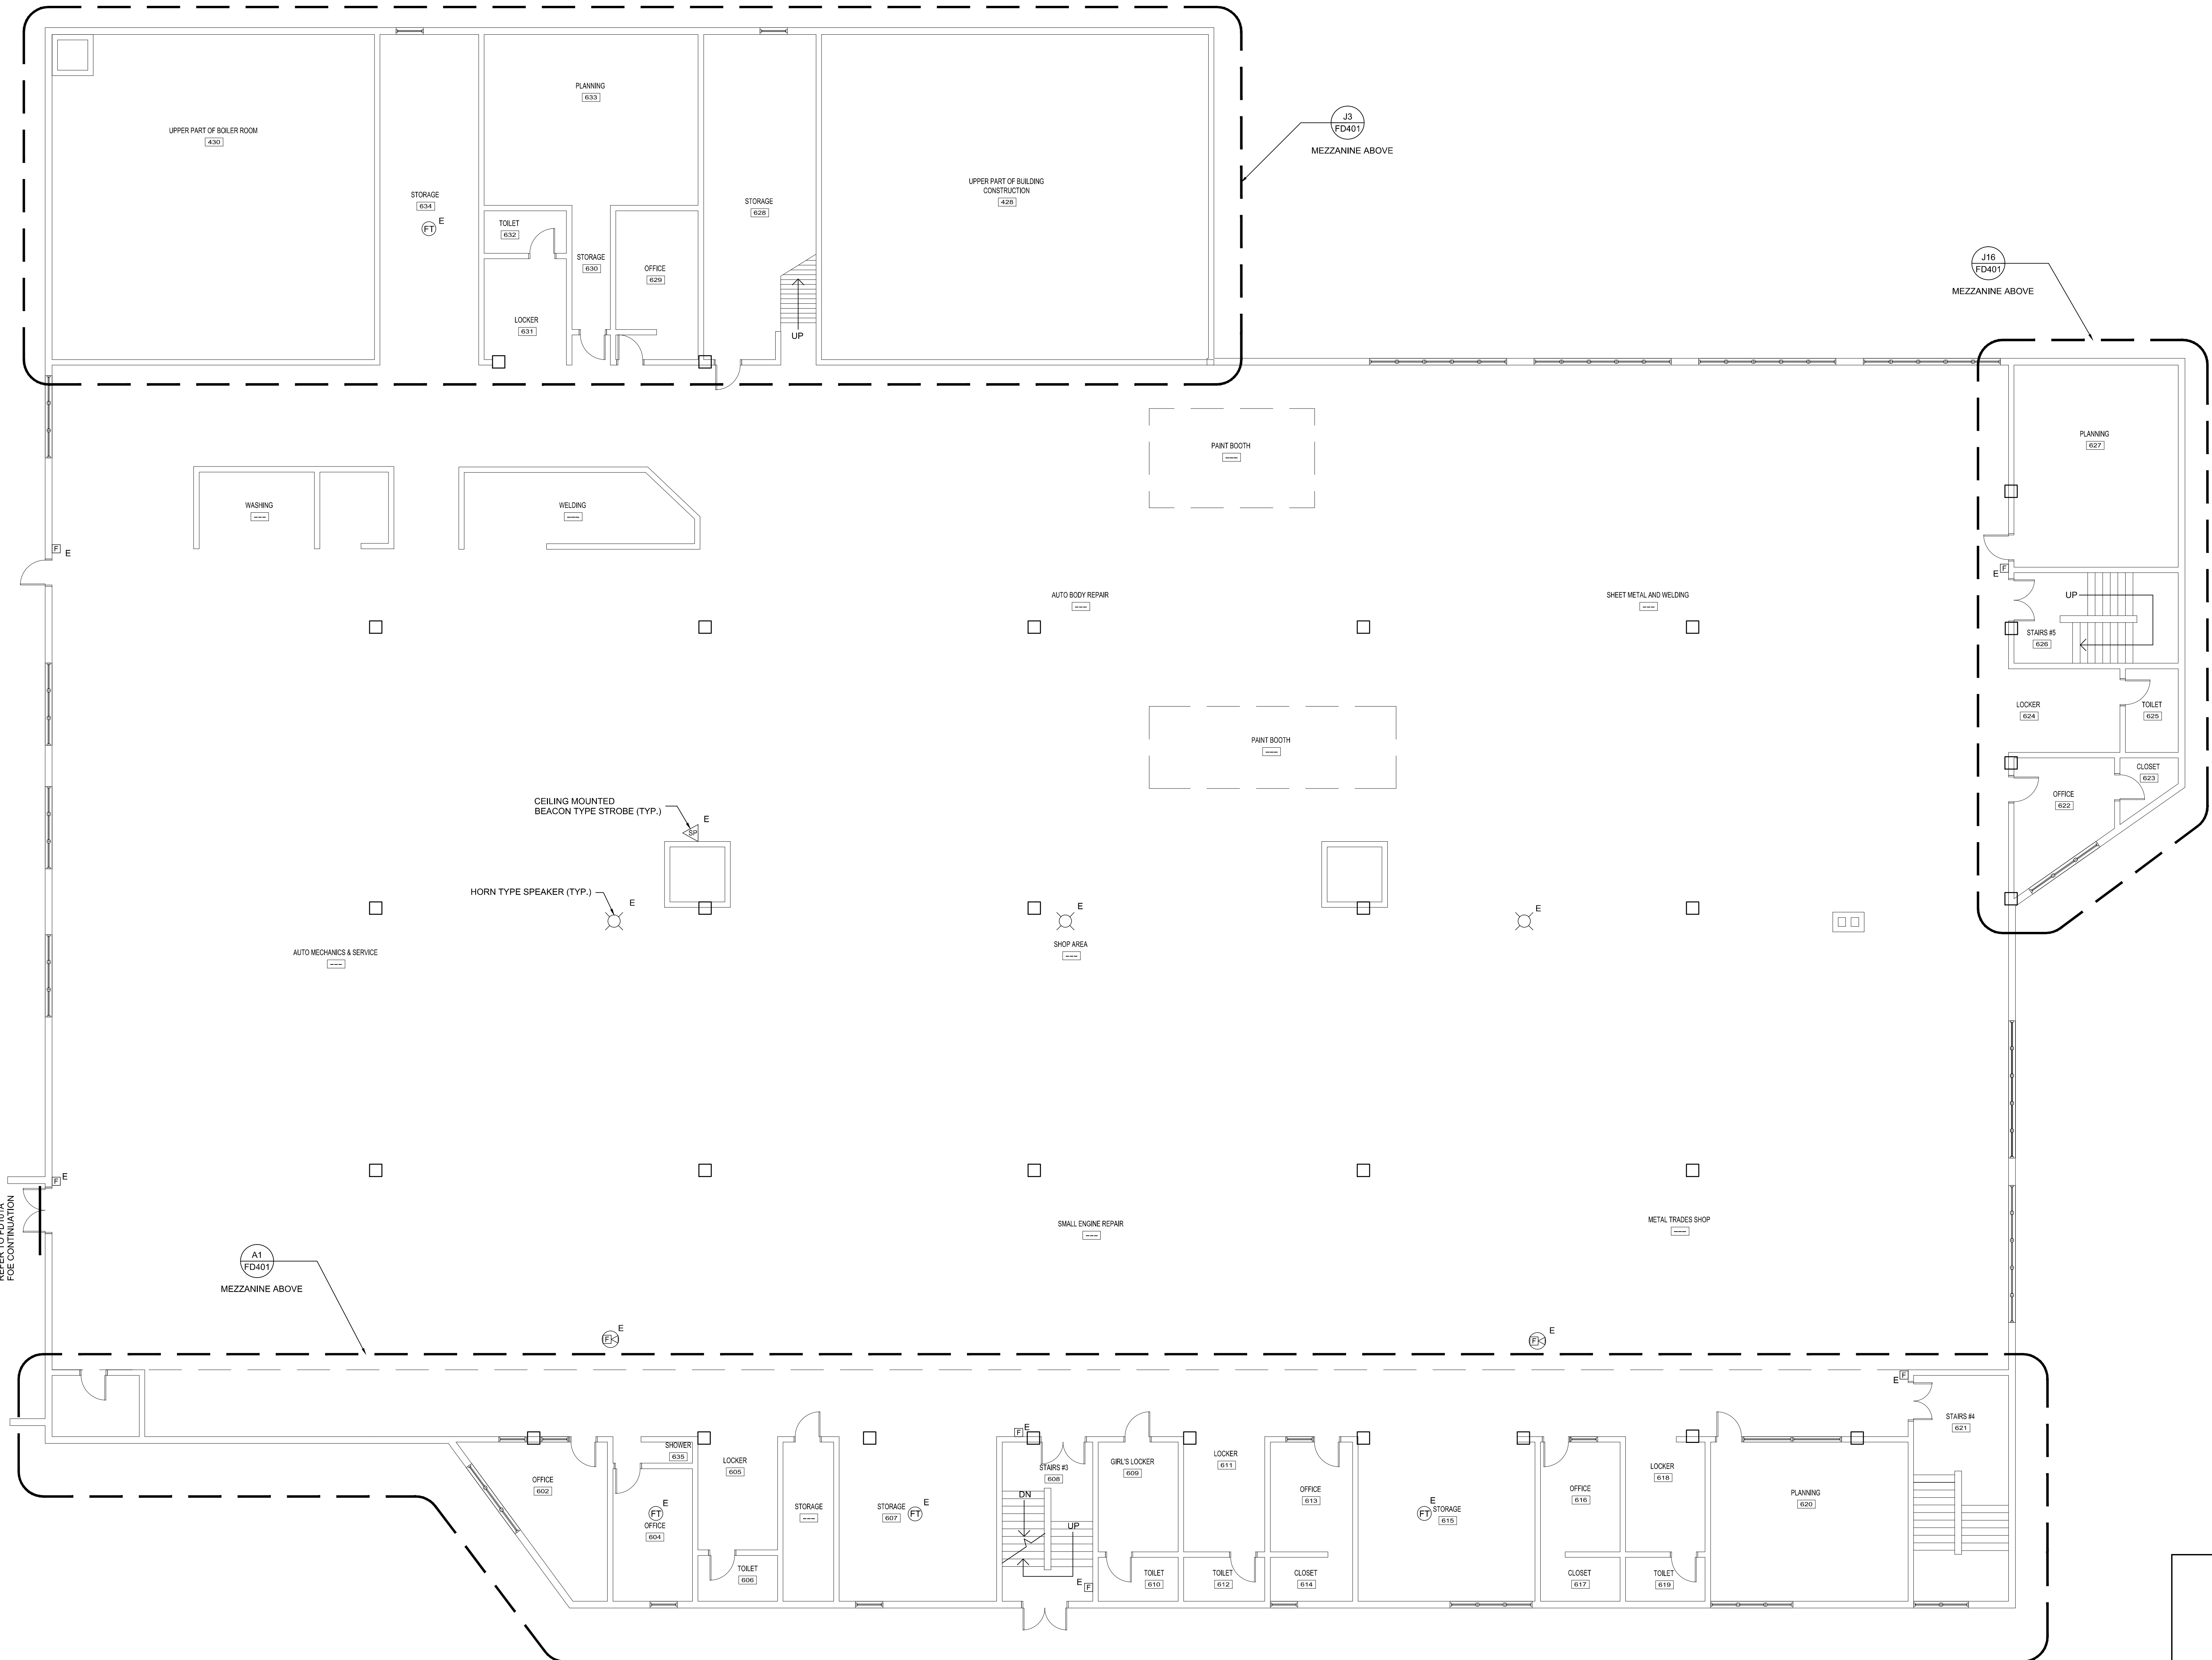 J3
FD401
MEZZANINE ABOVE
PLANNING
633
UPPER PART OF BOILER ROOM
430
STORAGE
634
E
FT
UPPER PART OF BUILDING
CONSTRUCTION
428
STORAGE
628
TOILET
632
STORAGE
630
OFFICE
629
LOCKER
631
UP
J16
FD401
MEZZANINE ABOVE
PAINT BOOTH
---
PLANNING
627
WASHING
---
WELDING
---
F
E
AUTO BODY REPAIR
---
SHEET METAL AND WELDING
---
F
E
UP
STAIRS #5
626
LOCKER
624
TOILET
625
PAINT BOOTH
---
CLOSET
623
OFFICE
622
CEILING MOUNTED
BEACON TYPE STROBE (TYP.)
SP
E
HORN TYPE SPEAKER (TYP.)
E
E
E
AUTO MECHANICS & SERVICE
---
SHOP AREA
---
F
E
REFER TO FD101A
FOE CONTINUATION
SMALL ENGINE REPAIR
---
METAL TRADES SHOP
---
A1
FD401
MEZZANINE ABOVE
F
E
F
E
F
E
STAIRS #4
621
F
E
SHOWER
635
LOCKER
605
OFFICE
602
E
FT
OFFICE
604
STORAGE
---
STORAGE
607
FT
E
STAIRS #3
608
DN
UP
GIRL'S LOCKER
609
LOCKER
611
OFFICE
613
E
FT
STORAGE
615
OFFICE
616
LOCKER
618
PLANNING
620
TOILET
606
E
F
TOILET
610
TOILET
612
CLOSET
614
CLOSET
617
TOILET
619